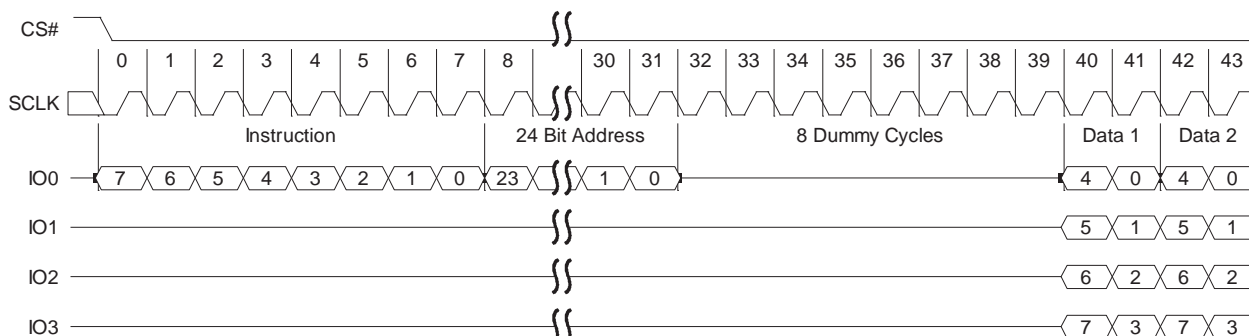 CS#
0 1 2 3 4 5 6 7 8 30 31 32 33 34 35 36 37 38 39 40 41 42 43
SCLK
Instruction 24 Bit Address 8 Dummy Cycles Data 1 Data 2
IO0 7 6 5 4 3 2 1 0 23 1 0 4 0 4 0
IO1 5 1 5 1
IO2 6 2 6 2
IO3 7 3 7 3